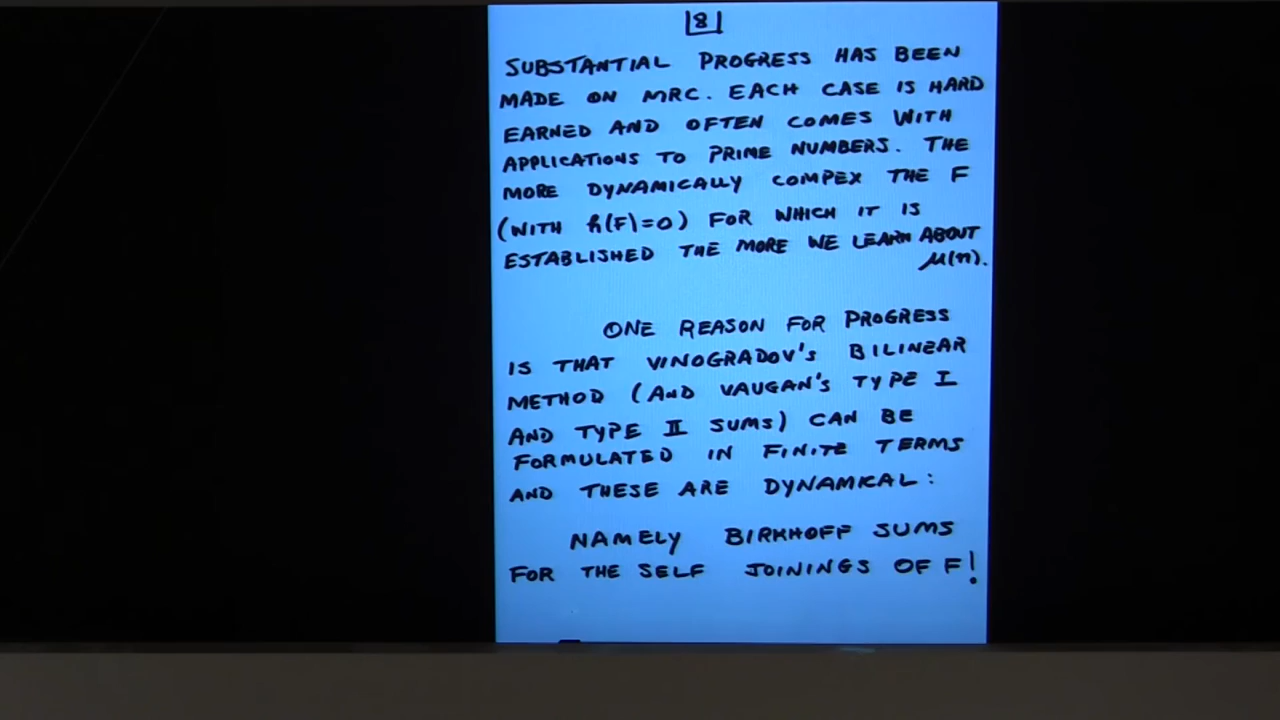 8
SUBSTANTIAL PROGRESS HAS BEEN
MADE ON MRC. EACH CASE IS HARD
EARNED AND OFTEN COMES WITH
APPLICATIONS TO PRIME NUMBERS. THE
MORE DYNAMICALLY COMPEX THE F
(WITH h(F)=0) FOR WHICH IT IS
ESTABLISHED THE MORE WE LEARN ABOUT
μ(n).
ONE REASON FOR PROGRESS
IS THAT VINOGRADOV'S BILINEAR
METHOD (AND VAUGAN'S TYPE I
AND TYPE II SUMS) CAN BE
FORMULATED IN FINITE TERMS
AND THESE ARE DYNAMICAL:
NAMELY BIRKHOFF SUMS
FOR THE SELF JOININGS OF F!